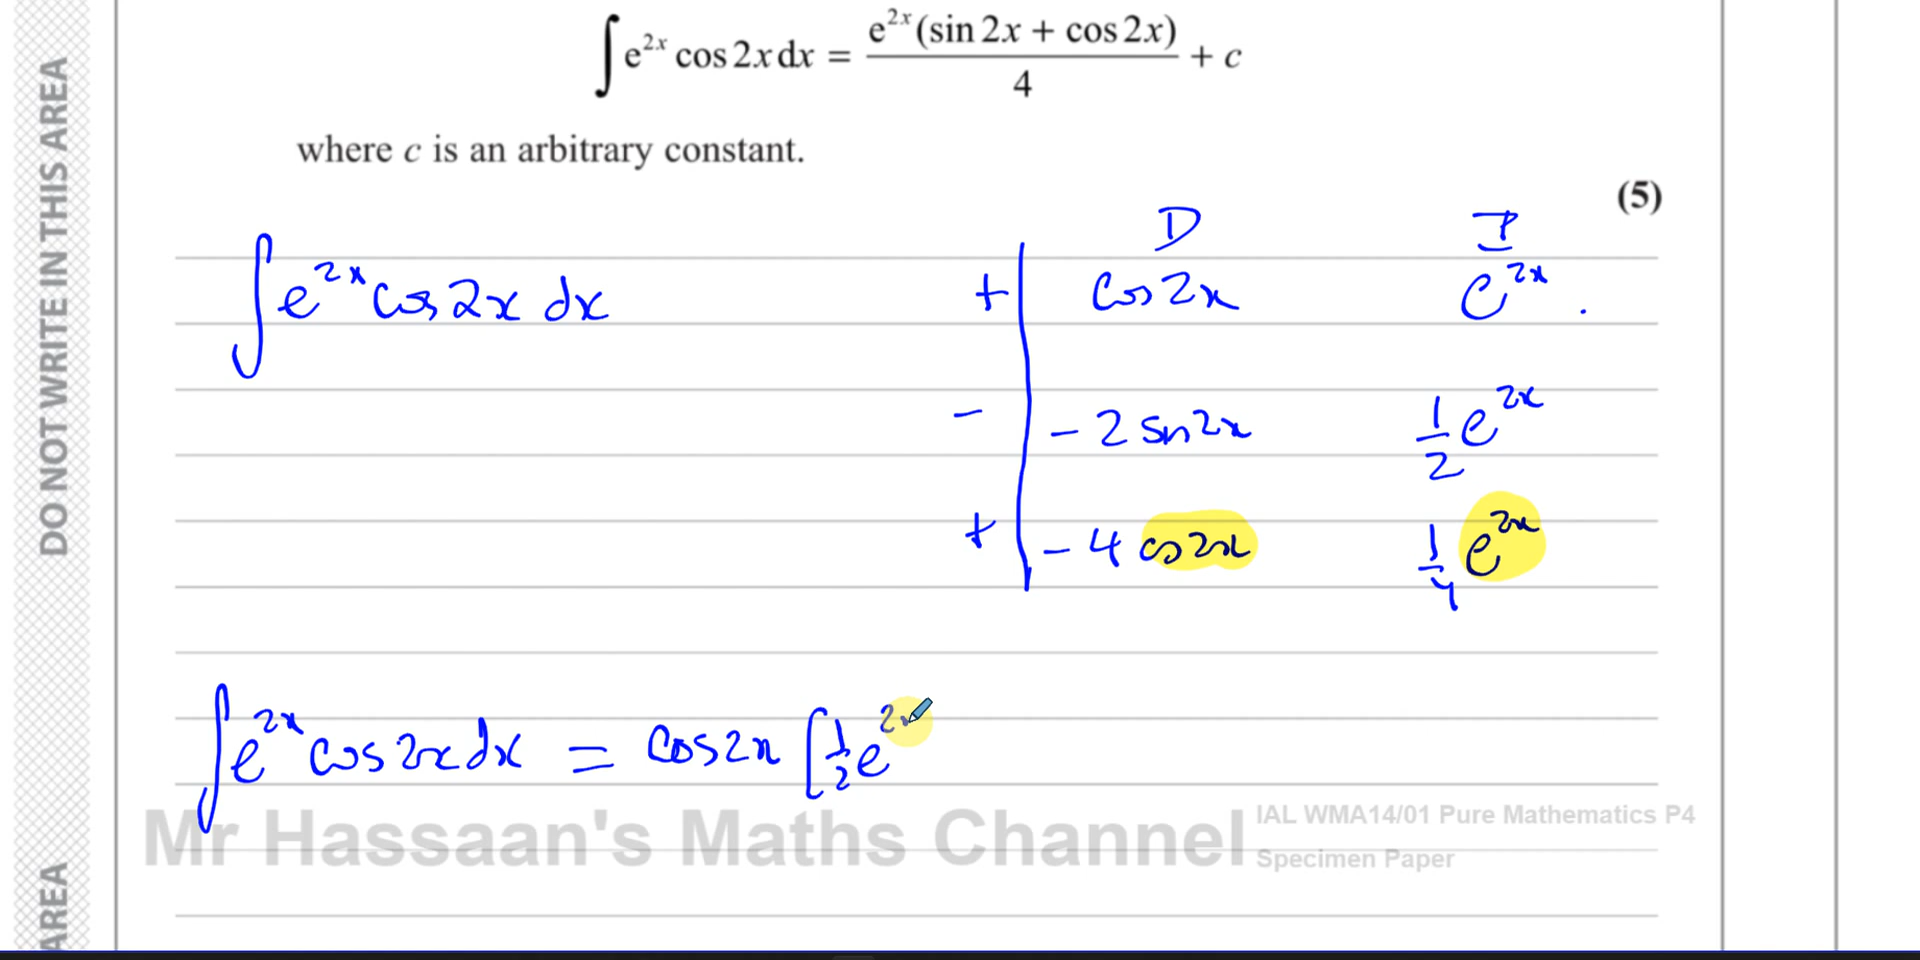 ∫ e^{2x} cos 2x dx = e^{2x}(sin 2x + cos 2x) / 4 + c
where c is an arbitrary constant.
(5)
D I
∫ e^{2x} cos 2x dx + cos 2x e^{2x} .
- -2 sin 2x 1/2 e^{2x}
+ -4 cos 2x 1/4 e^{2x}
∫ e^{2x} cos 2x dx = cos 2x [ 1/2 e^{2x}
Mr Hassaan's Maths Channel
IAL WMA14/01 Pure Mathematics P4
Specimen Paper
DO NOT WRITE IN THIS AREA
AREA